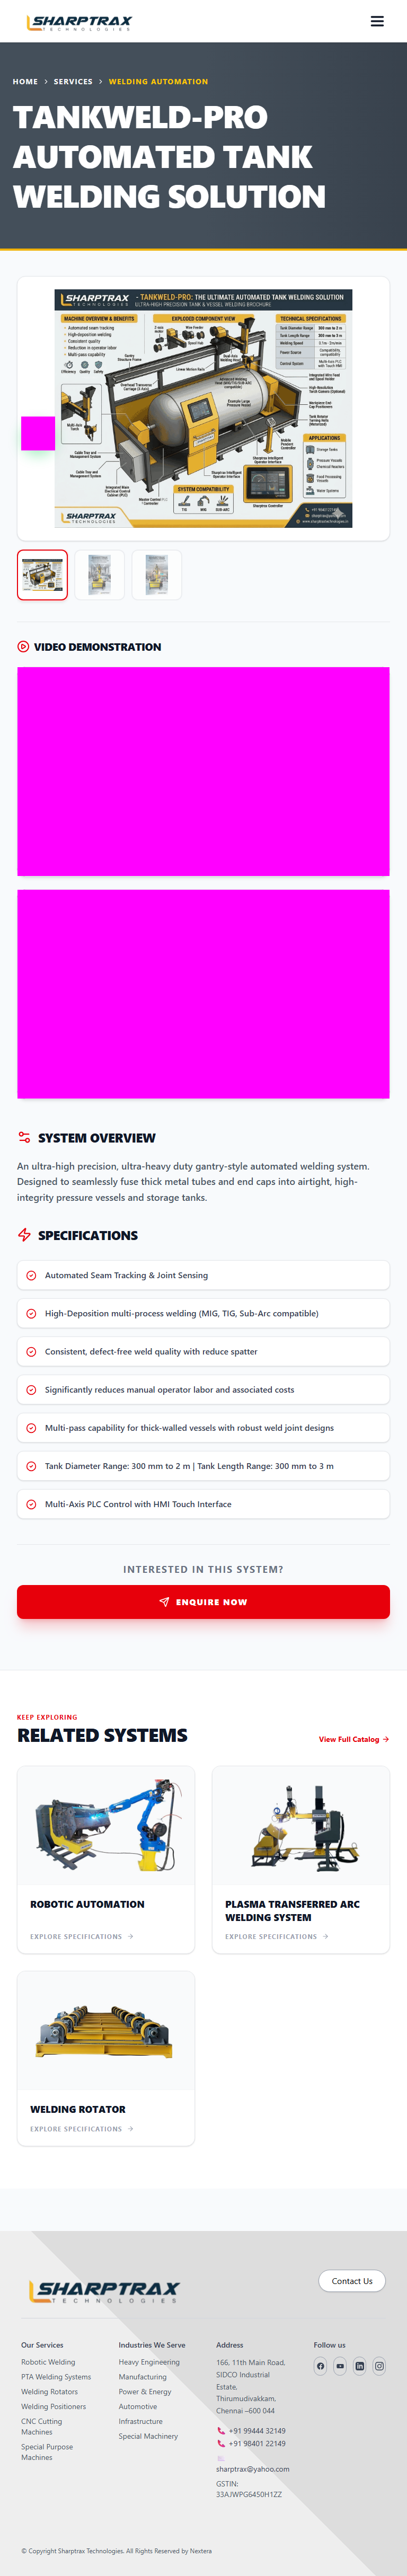 SHARPTRAX
TECHNOLOGIES
HOME > SERVICES > WELDING AUTOMATION
TANKWELD-PRO
AUTOMATED TANK
WELDING SOLUTION
SHARPTRAX - TANKWELD-PRO: THE ULTIMATE AUTOMATED TANK WELDING SOLUTION
TECHNOLOGIES
ULTRA-HIGH PRECISION TANK & VESSEL WELDING BROCHURE
MACHINE OVERVIEW & BENEFITS
EXPLODED COMPONENT VIEW
TECHNICAL SPECIFICATIONS
APPLICATIONS
SYSTEM COMPATIBILITY
SHARPTRAX
TECHNOLOGIES
VIDEO DEMONSTRATION
SYSTEM OVERVIEW
An ultra-high precision, ultra-heavy duty gantry-style automated welding system.
Designed to seamlessly fuse thick metal tubes and end caps into airtight, high-
integrity pressure vessels and storage tanks.
SPECIFICATIONS
Automated Seam Tracking & Joint Sensing
High-Deposition multi-process welding (MIG, TIG, Sub-Arc compatible)
Consistent, defect-free weld quality with reduce spatter
Significantly reduces manual operator labor and associated costs
Multi-pass capability for thick-walled vessels with robust weld joint designs
Tank Diameter Range: 300 mm to 2 m | Tank Length Range: 300 mm to 3 m
Multi-Axis PLC Control with HMI Touch Interface
INTERESTED IN THIS SYSTEM?
ENQUIRE NOW
KEEP EXPLORING
RELATED SYSTEMS
View Full Catalog →
ROBOTIC AUTOMATION
EXPLORE SPECIFICATIONS →
PLASMA TRANSFERRED ARC
WELDING SYSTEM
EXPLORE SPECIFICATIONS →
WELDING ROTATOR
EXPLORE SPECIFICATIONS →
SHARPTRAX
TECHNOLOGIES
Contact Us
Our Services
Robotic Welding
PTA Welding Systems
Welding Rotators
Welding Positioners
CNC Cutting
Machines
Special Purpose
Machines
Industries We Serve
Heavy Engineering
Manufacturing
Power & Energy
Automotive
Infrastructure
Special Machinery
Address
166, 11th Main Road,
SIDCO Industrial
Estate,
Thirumudivakkam,
Chennai –600 044
+91 99444 32149
+91 98401 22149
sharptrax@yahoo.com
GSTIN:
33AJWPG6450H1ZZ
Follow us
© Copyright Sharptrax Technologies. All Rights Reserved by Nextera